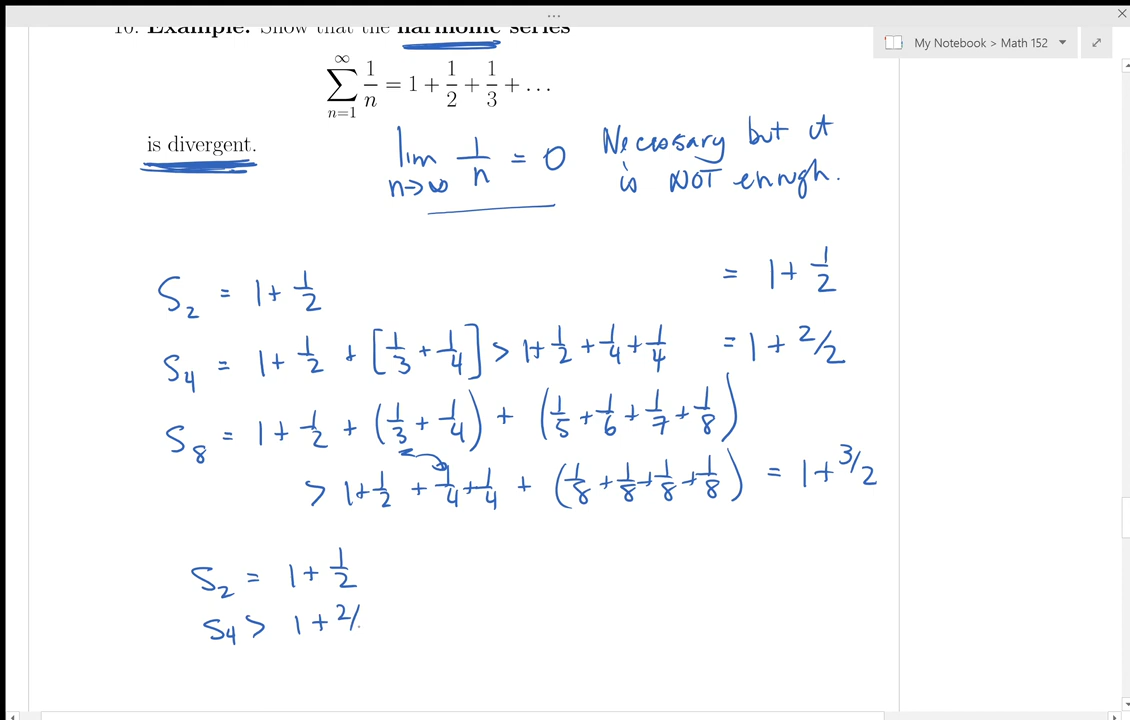 My Notebook > Math 152
10. Example. Show that the harmonic series
∞
∑ 1/n = 1 + 1/2 + 1/3 + ...
n=1
is divergent.
lim 1/n = 0
n→∞
Necessary but it
is NOT enough.
S₂ = 1 + 1/2 = 1 + 1/2
S₄ = 1 + 1/2 + [1/3 + 1/4] > 1 + 1/2 + 1/4 + 1/4 = 1 + 2/2
S₈ = 1 + 1/2 + (1/3 + 1/4) + (1/5 + 1/6 + 1/7 + 1/8)
> 1 + 1/2 + 1/4 + 1/4 + (1/8 + 1/8 + 1/8 + 1/8) = 1 + 3/2
S₂ = 1 + 1/2
S₄ > 1 + 2/